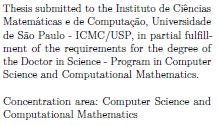 Thesis submitted to the Instituto de Ciências
Matemáticas e de Computação, Universidade
de São Paulo - ICMC/USP, in partial fulfill-
ment of the requirements for the degree of
the Doctor in Science - Program in Computer
Science and Computational Mathematics.
Concentration area: Computer Science and
Computational Mathematics